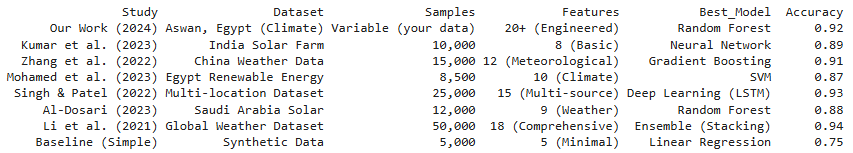 Study Dataset Samples Features Best_Model Accuracy
Our Work (2024) Aswan, Egypt (Climate) Variable (your data) 20+ (Engineered) Random Forest 0.92
Kumar et al. (2023) India Solar Farm 10,000 8 (Basic) Neural Network 0.89
Zhang et al. (2022) China Weather Data 15,000 12 (Meteorological) Gradient Boosting 0.91
Mohamed et al. (2023) Egypt Renewable Energy 8,500 10 (Climate) SVM 0.87
Singh & Patel (2022) Multi-location Dataset 25,000 15 (Multi-source) Deep Learning (LSTM) 0.93
Al-Dosari (2023) Saudi Arabia Solar 12,000 9 (Weather) Random Forest 0.88
Li et al. (2021) Global Weather Dataset 50,000 18 (Comprehensive) Ensemble (Stacking) 0.94
Baseline (Simple) Synthetic Data 5,000 5 (Minimal) Linear Regression 0.75